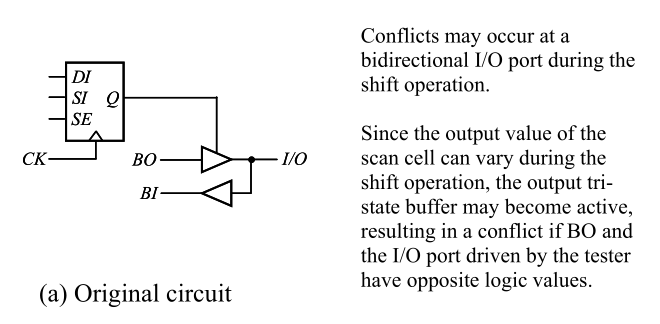 DI
SI Q
SE
CK
BO
I/O
BI
(a) Original circuit
Conflicts may occur at a
bidirectional I/O port during the
shift operation.
Since the output value of the
scan cell can vary during the
shift operation, the output tri-
state buffer may become active,
resulting in a conflict if BO and
the I/O port driven by the tester
have opposite logic values.